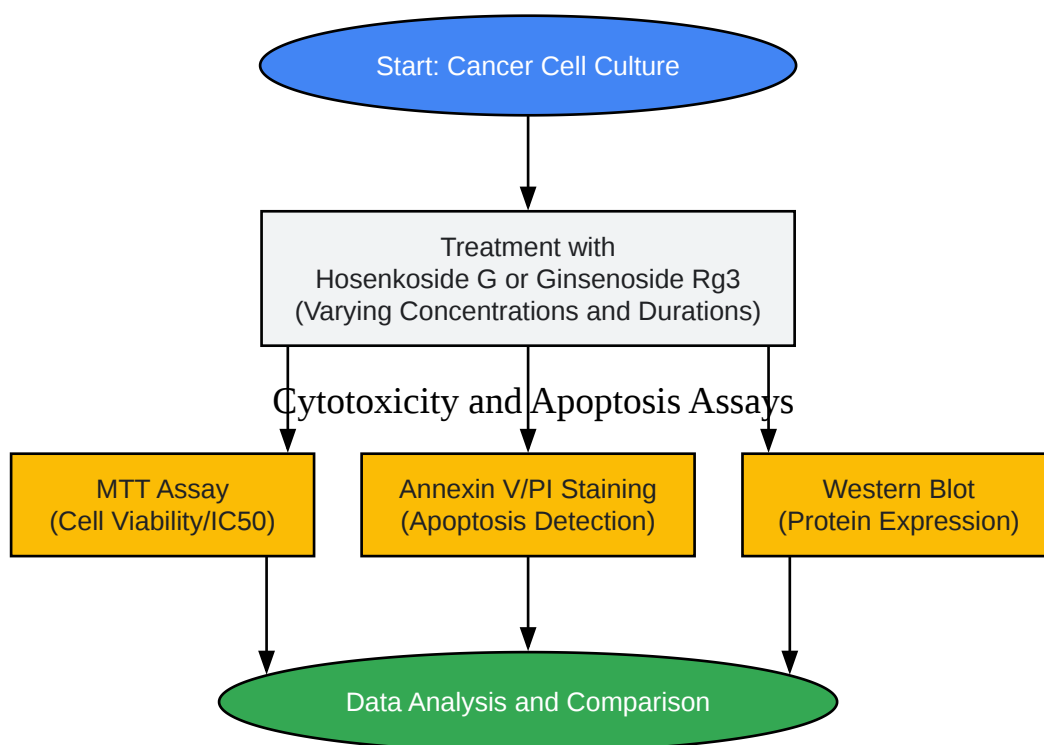 Start: Cancer Cell Culture
Treatment with
Hosenkoside G or Ginsenoside Rg3
(Varying Concentrations and Durations)
Cytotoxicity and Apoptosis Assays
MTT Assay
(Cell Viability/IC50)
Annexin V/PI Staining
(Apoptosis Detection)
Western Blot
(Protein Expression)
Data Analysis and Comparison